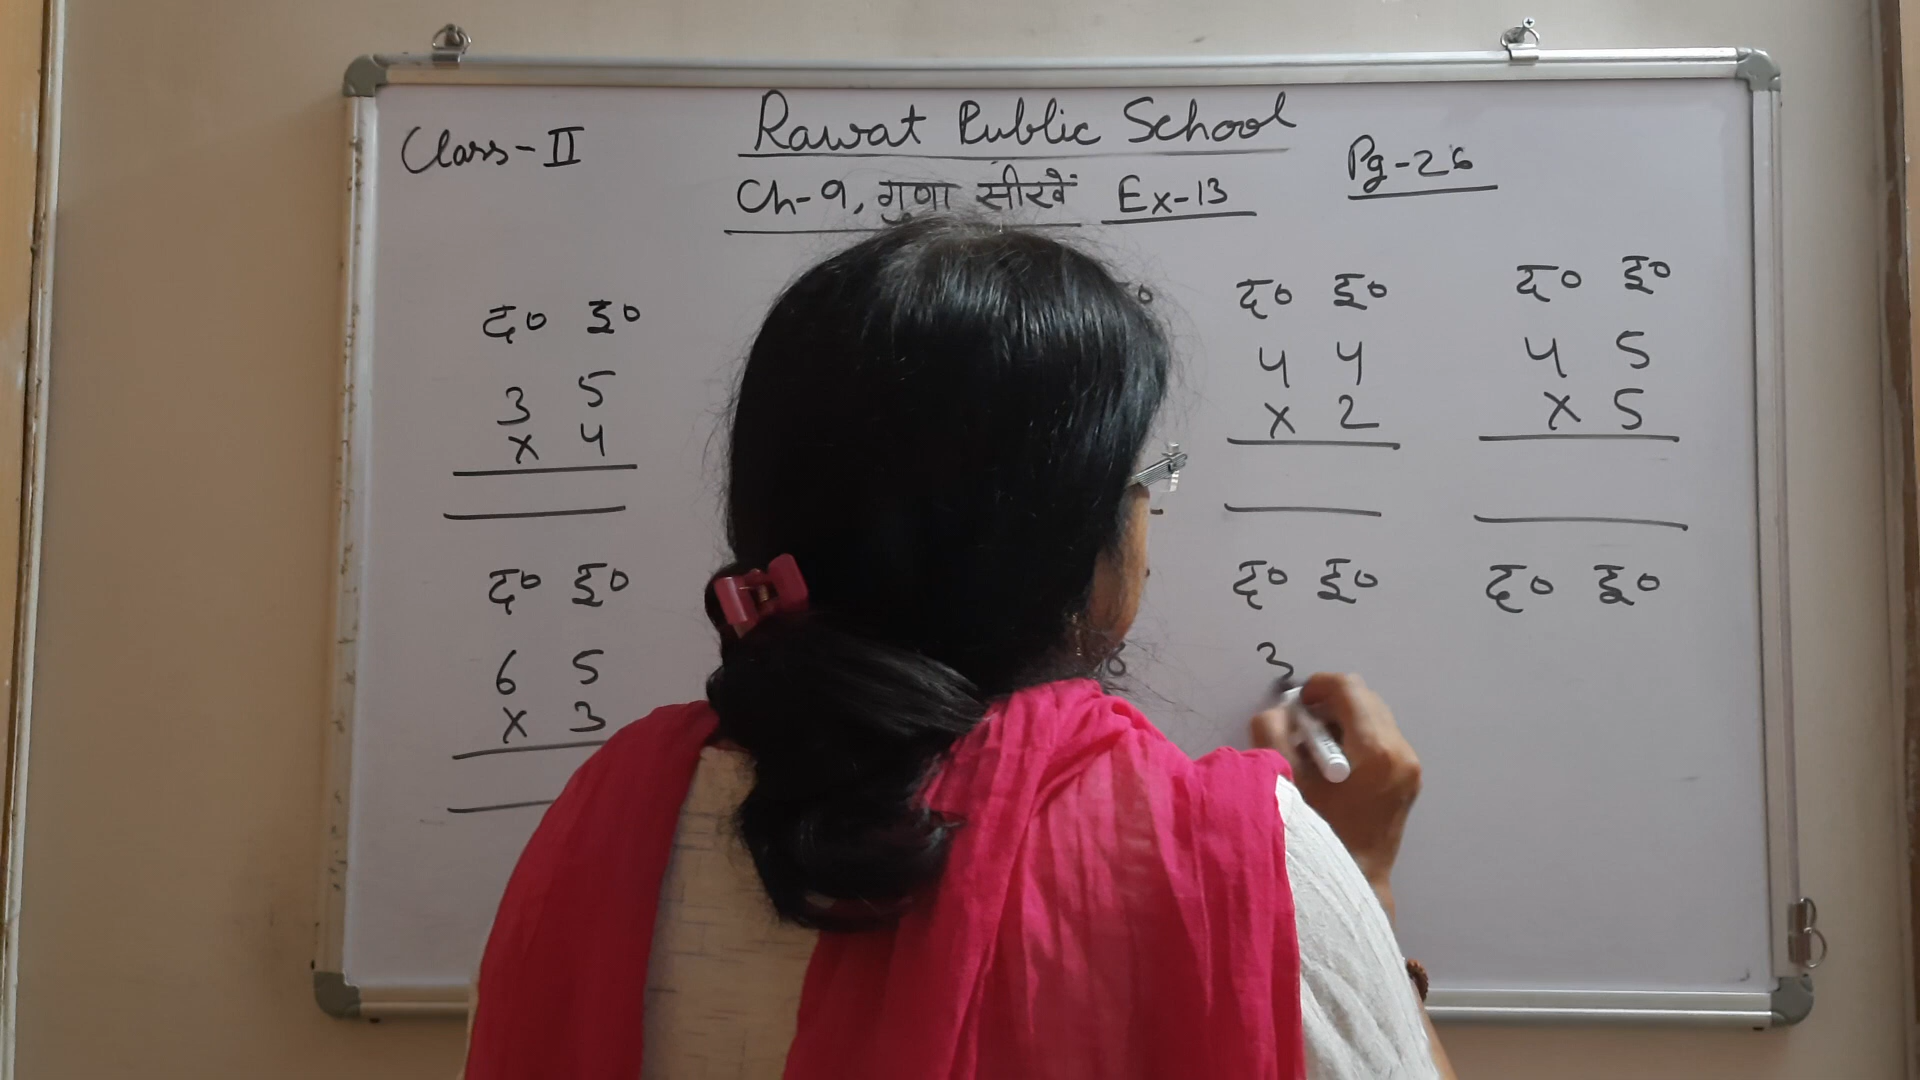 Rawat Public School
Class-II
Pg-26
Ch-9, गुणा सीखें Ex-13
द० इ०
3 5
x 4
द० इ०
4 4
x 2
द० इ०
4 5
x 5
द० इ०
6 5
x 3
द० इ०
3
द० इ०